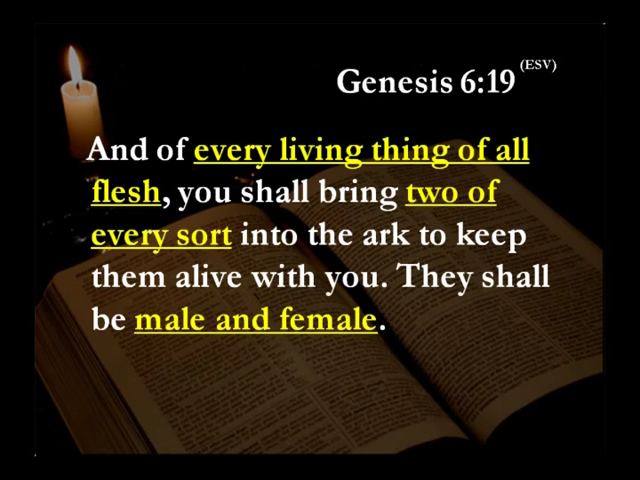 Genesis 6:19 (ESV)
And of every living thing of all
flesh, you shall bring two of
every sort into the ark to keep
them alive with you. They shall
be male and female.